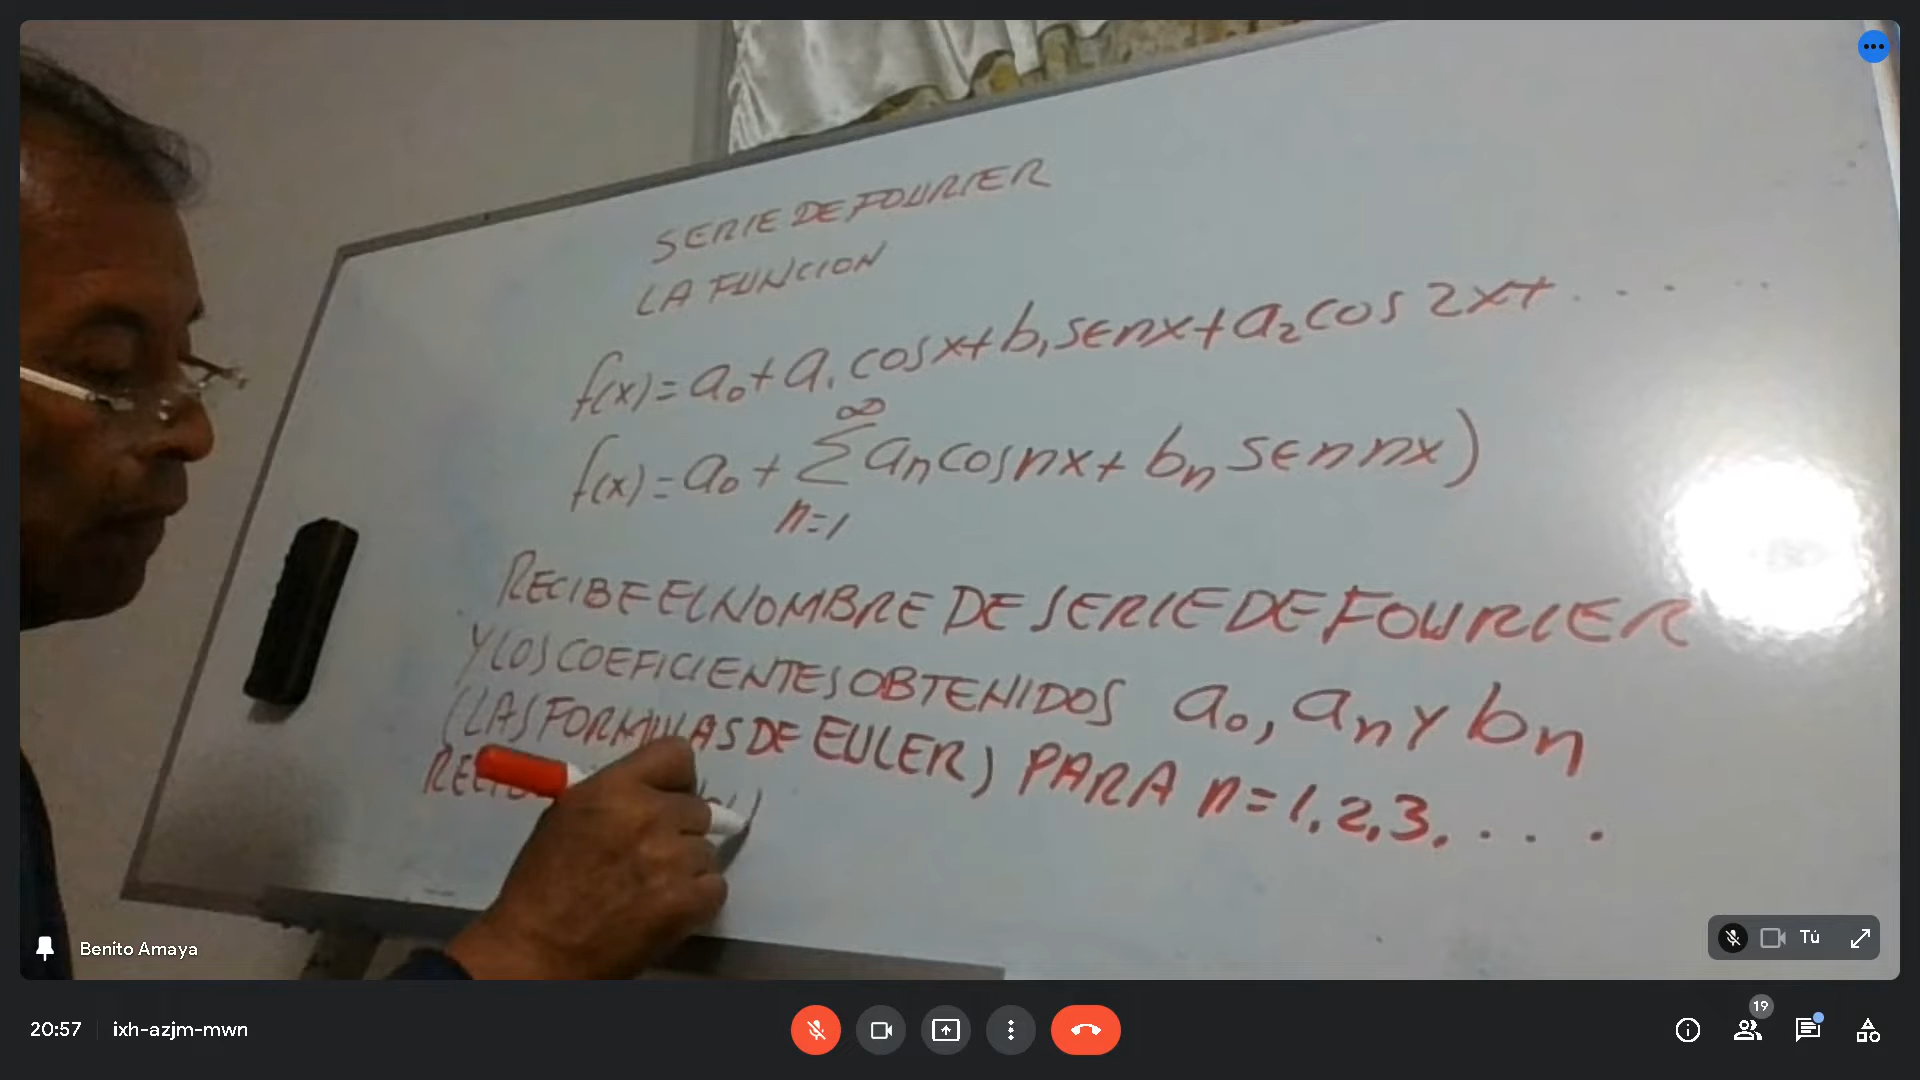 SERIE DE FOURIER
LA FUNCION
f(x) = a₀ + a₁ cos x + b₁ sen x + a₂ cos 2x + . . . . .
∞
f(x) = a₀ + Σ aₙ cos nx + bₙ sen nx)
n=1
RECIBE EL NOMBRE DE SERIE DE FOURIER
Y LOS COEFICIENTES OBTENIDOS a₀, aₙ Y bₙ
(LAS FORMULAS DE EULER) PARA n=1,2,3, . . .
Benito Amaya
Tú
20:57 ixh-azjm-mwn
19